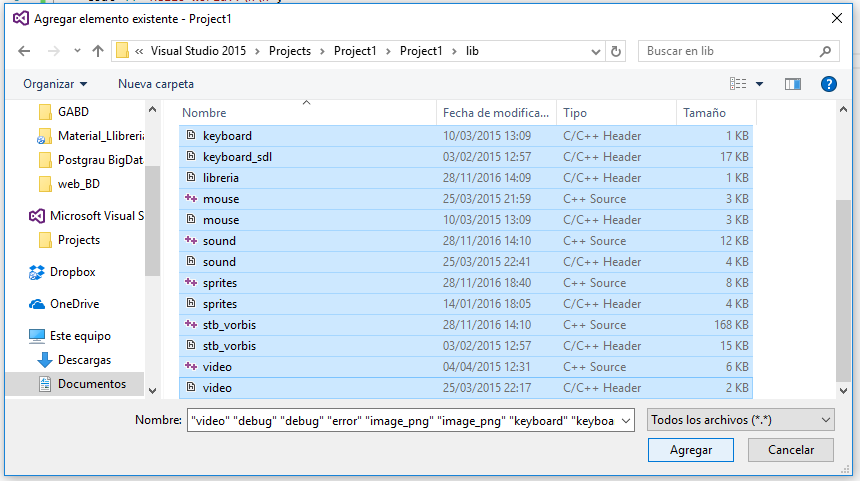 Agregar elemento existente - Project1
« Visual Studio 2015 > Projects > Project1 > Project1 > lib
Buscar en lib
Organizar Nueva carpeta
GABD
Material_Llibreria
Postgrau BigDat
web_BD
Microsoft Visual S
Projects
Dropbox
OneDrive
Este equipo
Descargas
Documentos
Nombre Fecha de modifica... Tipo Tamaño
keyboard 10/03/2015 13:09 C/C++ Header 1 KB
keyboard_sdl 03/02/2015 12:57 C/C++ Header 17 KB
libreria 28/11/2016 14:09 C/C++ Header 1 KB
mouse 25/03/2015 21:59 C++ Source 3 KB
mouse 10/03/2015 13:09 C/C++ Header 3 KB
sound 28/11/2016 14:10 C++ Source 12 KB
sound 25/03/2015 22:41 C/C++ Header 4 KB
sprites 28/11/2016 18:40 C++ Source 8 KB
sprites 14/01/2016 18:05 C/C++ Header 4 KB
stb_vorbis 28/11/2016 14:10 C++ Source 168 KB
stb_vorbis 03/02/2015 12:57 C/C++ Header 15 KB
video 04/04/2015 12:31 C++ Source 6 KB
video 25/03/2015 22:17 C/C++ Header 2 KB
Nombre: "video" "debug" "debug" "error" "image_png" "image_png" "keyboard" "keyboa
Todos los archivos (*.*)
Agregar Cancelar